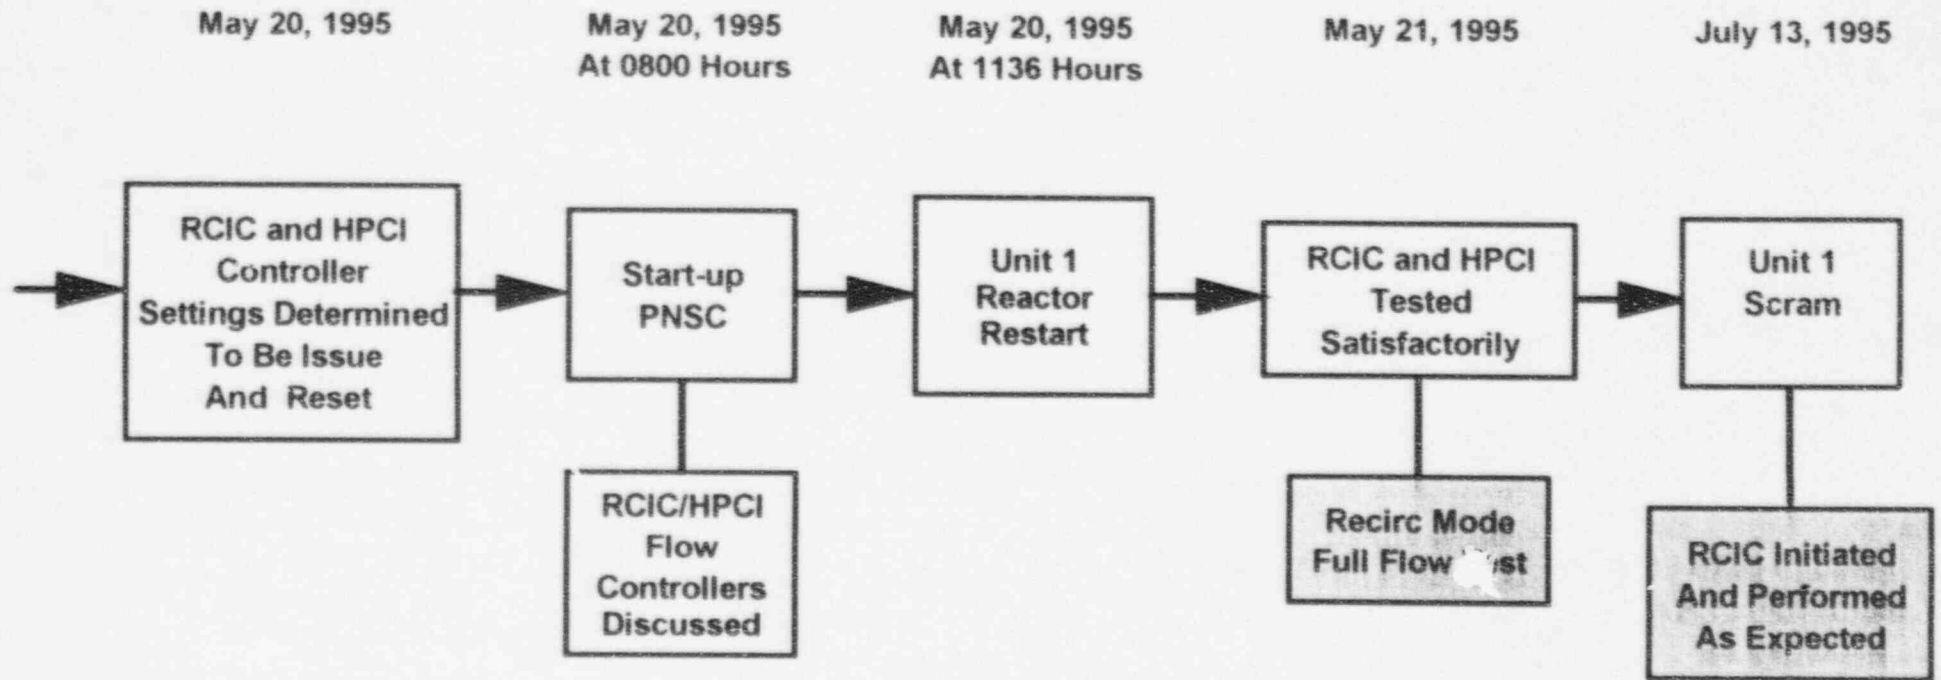 May 20, 1995
May 20, 1995
At 0800 Hours
May 20, 1995
At 1136 Hours
May 21, 1995
July 13, 1995
RCIC and HPCI
Controller
Settings Determined
To Be Issue
And Reset
Start-up
PNSC
Unit 1
Reactor
Restart
RCIC and HPCI
Tested
Satisfactorily
Unit 1
Scram
RCIC/HPCI
Flow
Controllers
Discussed
Recirc Mode
Full Flow
RCIC Initiated
And Performed
As Expected